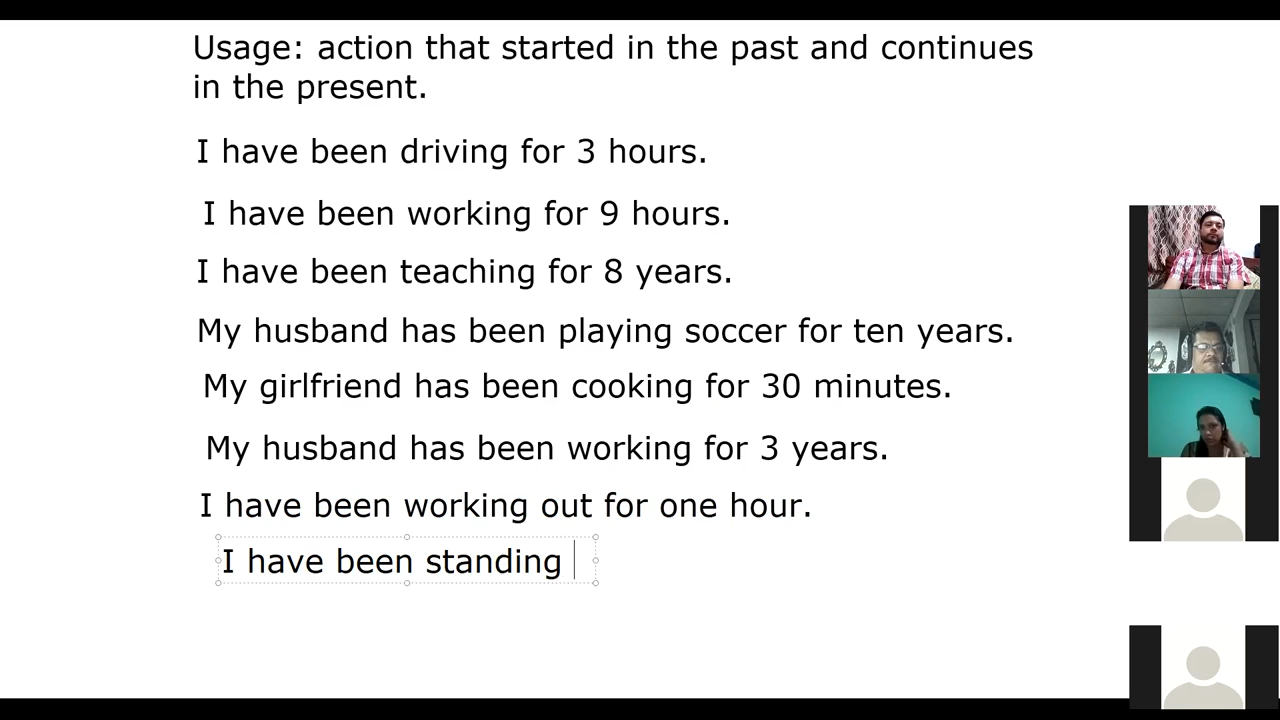 Usage: action that started in the past and continues
in the present.
I have been driving for 3 hours.
I have been working for 9 hours.
I have been teaching for 8 years.
My husband has been playing soccer for ten years.
My girlfriend has been cooking for 30 minutes.
My husband has been working for 3 years.
I have been working out for one hour.
I have been standing